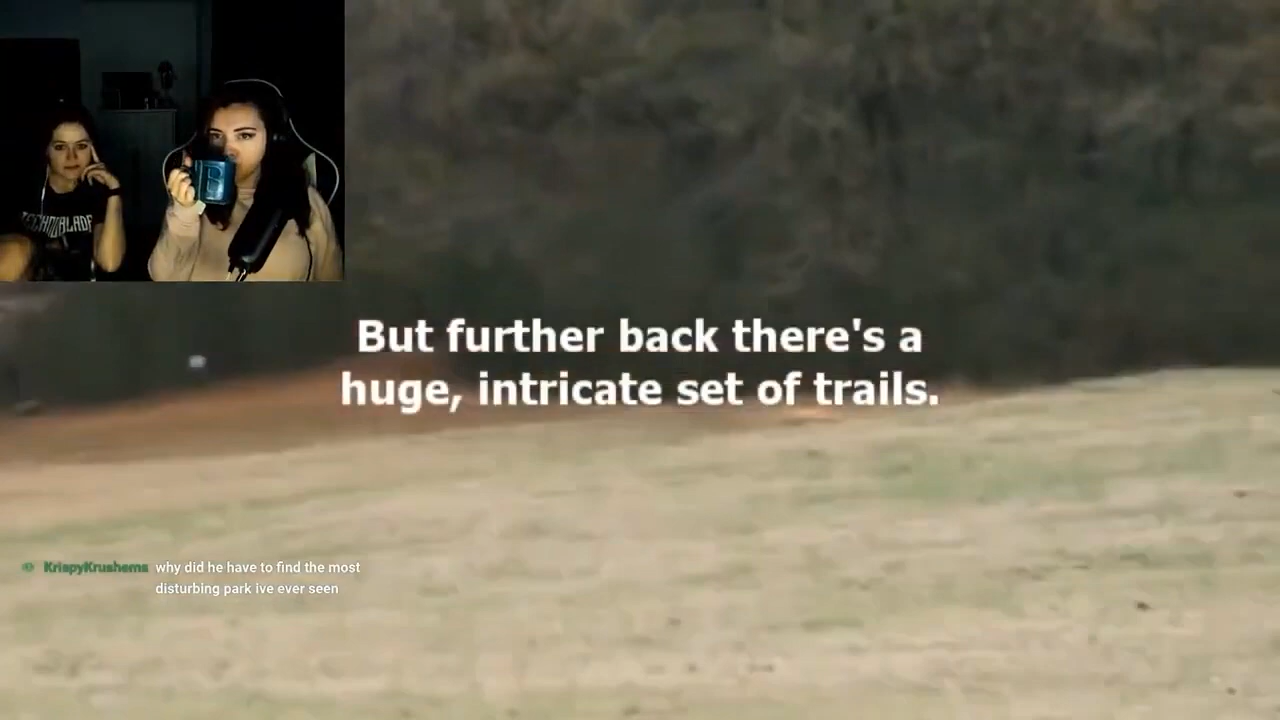 B
TECHNOBLADE
But further back there's a
huge, intricate set of trails.
KrispyKrushems why did he have to find the most
disturbing park ive ever seen